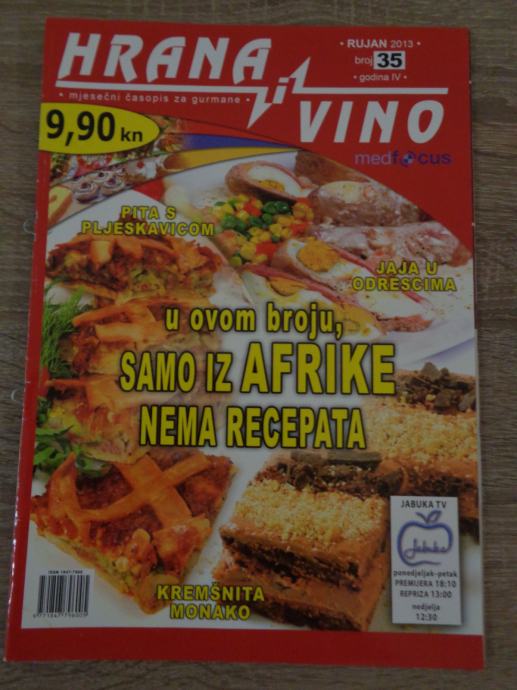 HRANA
i
VINO
• mjesečni časopis za gurmane •
• RUJAN 2013 •
broj 35
• godina IV •
medfocus
9,90 kn
PITA S
PLJESKAVICOM
JAJA U
ODRESCIMA
u ovom broju,
SAMO IZ AFRIKE
NEMA RECEPATA
JABUKA TV
Jabuka
ponedjeljak-petak
PREMIJERA 18:10
REPRIZA 13:00
nedjelja
12:30
KREMŠNITA
MONAKO